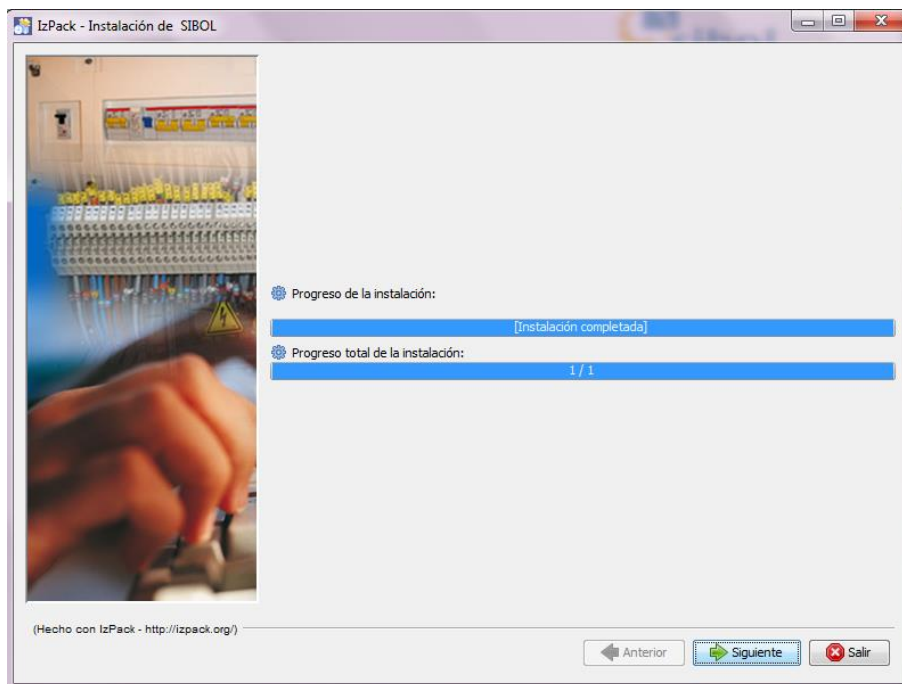 IzPack - Instalación de SIBOL
Progreso de la instalación:
[Instalación completada]
Progreso total de la instalación:
1 / 1
(Hecho con IzPack - http://izpack.org/)
Anterior
Siguiente
Salir